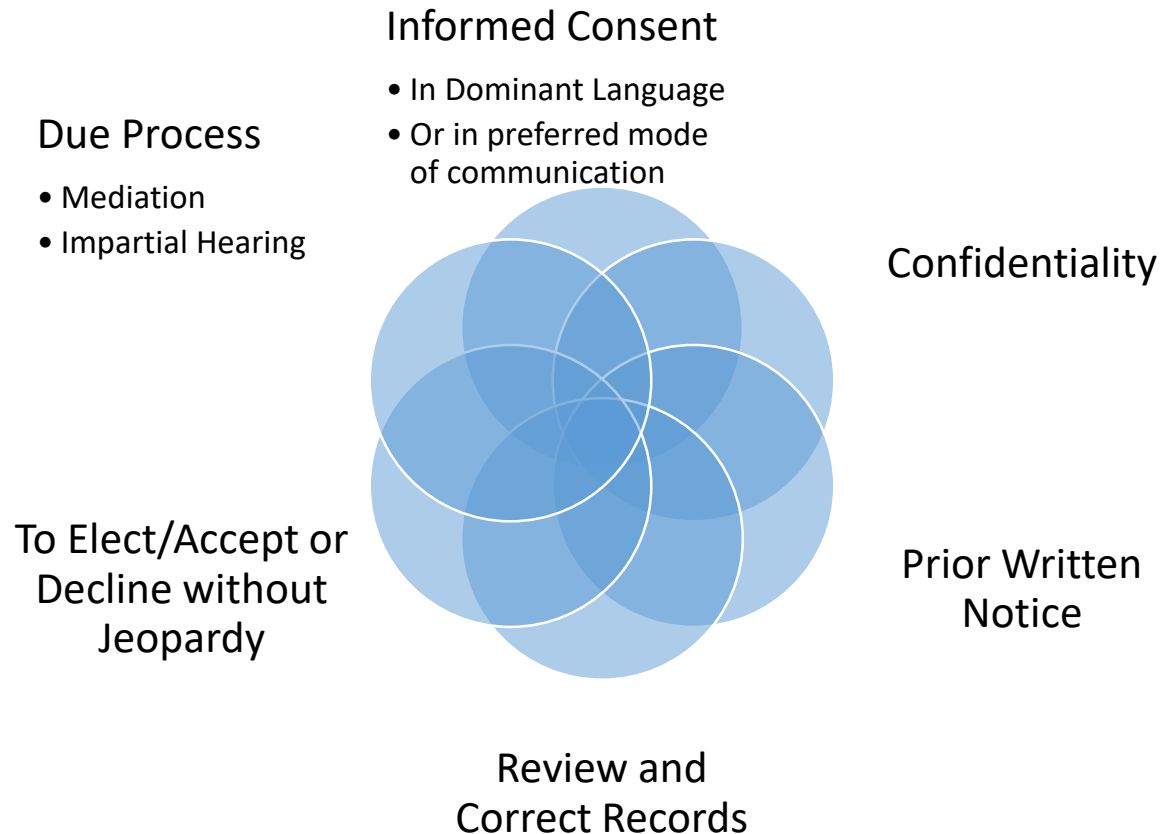 Informed Consent
• In Dominant Language
• Or in preferred mode
of communication
Due Process
• Mediation
• Impartial Hearing
Confidentiality
To Elect/Accept or
Decline without
Jeopardy
Prior Written
Notice
Review and
Correct Records